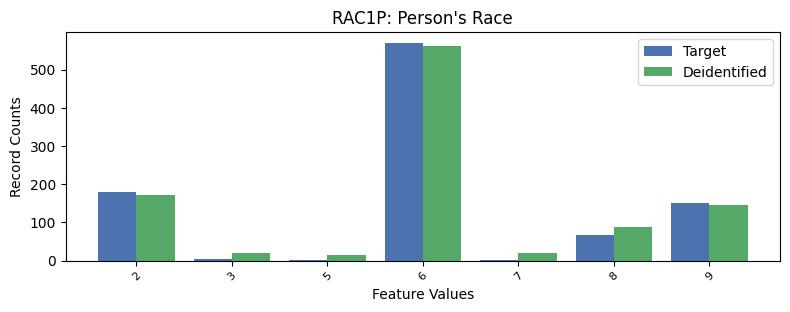 RAC1P: Person's Race
Target
Deidentified
Record Counts
500
400
300
200
100
0
2 3 5 6 7 8 9
Feature Values